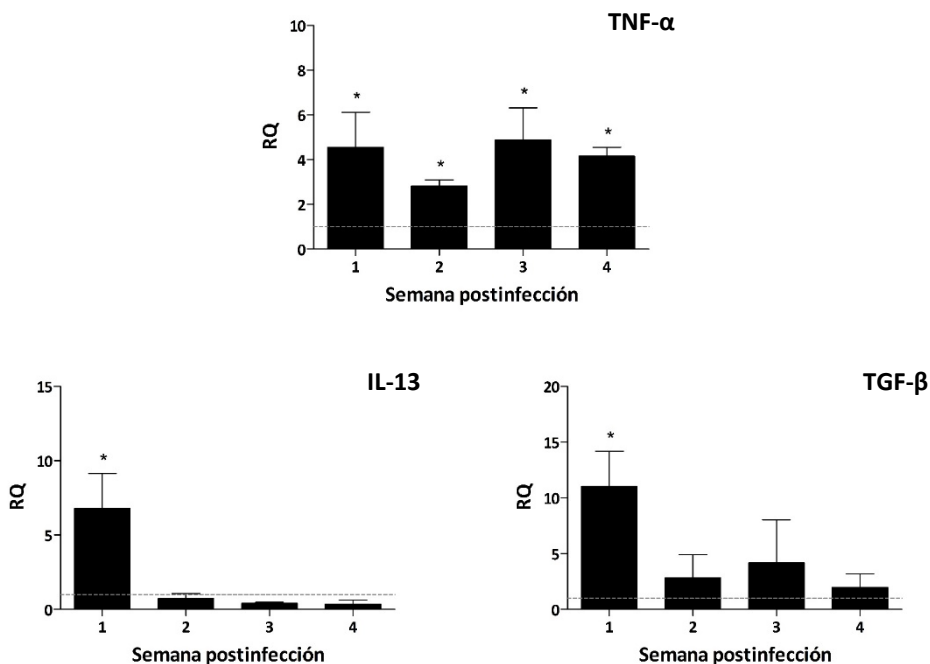 TNF-α
10
8
6
4
2
0
RQ
* * * *
1 2 3 4
Semana postinfección
IL-13
15
10
5
0
RQ
*
1 2 3 4
Semana postinfección
TGF-β
20
15
10
5
0
RQ
*
1 2 3 4
Semana postinfección